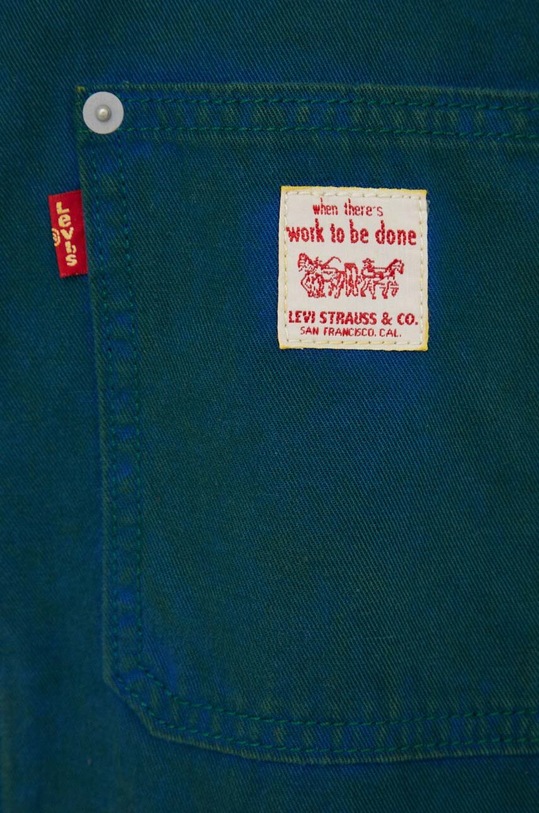 Levi's
®
when there's
work to be done
LEVI STRAUSS & CO.
SAN FRANCISCO. CAL.